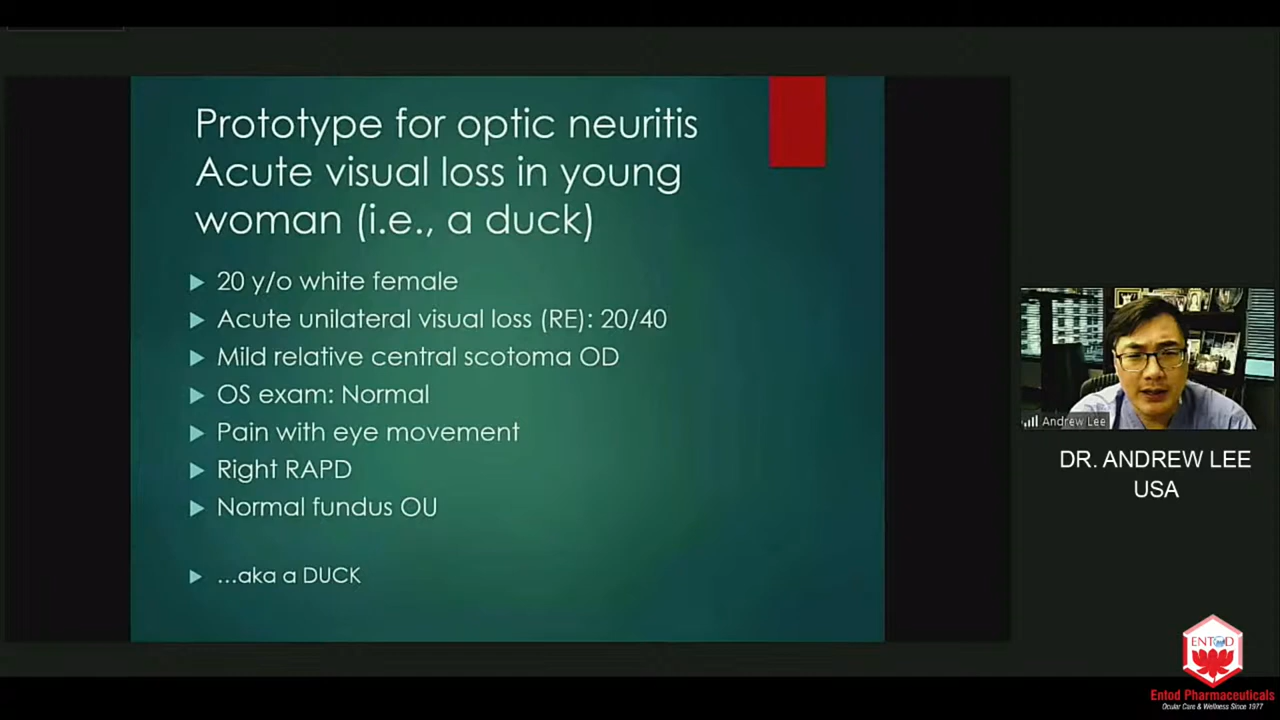 Prototype for optic neuritis
Acute visual loss in young
woman (i.e., a duck)
20 y/o white female
Acute unilateral visual loss (RE): 20/40
Mild relative central scotoma OD
OS exam: Normal
Pain with eye movement
Right RAPD
Normal fundus OU
...aka a DUCK
Andrew Lee
DR. ANDREW LEE
USA
ENTOD
Entod Pharmaceuticals
Ocular Care & Wellness Since 1977